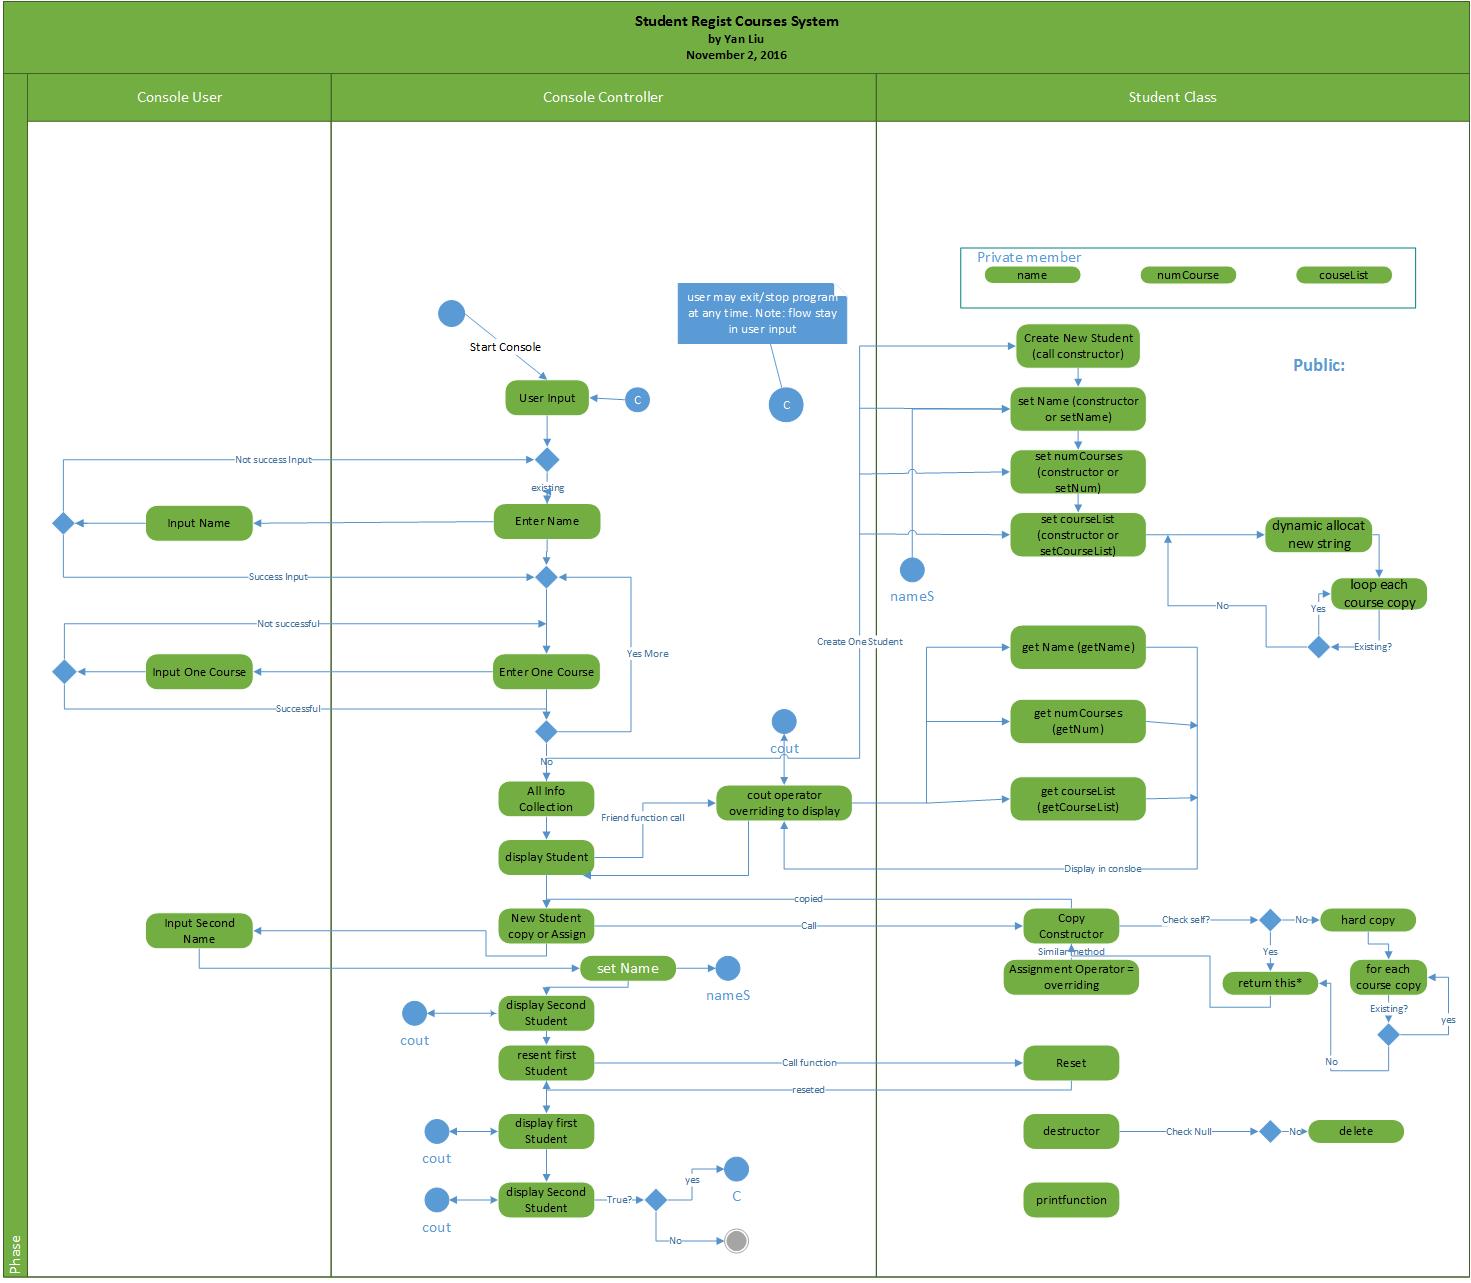 Student Regist Courses System
by Yan Liu
November 2, 2016
Console User
Console Controller
Student Class
Private member
name
numCourse
couseList
user may exit/stop program
at any time. Note: flow stay
in user input
Start Console
Create New Student
(call constructor)
Public:
User Input
C
C
set Name (constructor
or setName)
Not success Input
existing
set numCourses
(constructor or
setNum)
Input Name
Enter Name
set courseList
(constructor or
setCourseList)
dynamic allocat
new string
Success Input
nameS
loop each
course copy
Yes
No
Existing?
Not successful
Create One Student
Yes More
get Name (getName)
Input One Course
Enter One Course
Successful
get numCourses
(getNum)
cout
No
All Info
Collection
cout operator
overriding to display
get courseList
(getCourseList)
Friend function call
display Student
Display in consloe
copied
Input Second
Name
New Student
copy or Assign
Call
Copy
Constructor
Check self?
No
hard copy
Similar method
Yes
set Name
nameS
Assignment Operator =
overriding
return this*
for each
course copy
Existing?
yes
No
display Second
Student
cout
resent first
Student
Call function
Reset
reseted
display first
Student
cout
destructor
Check Null
No
delete
display Second
Student
cout
True?
yes
C
No
printfunction
Phase